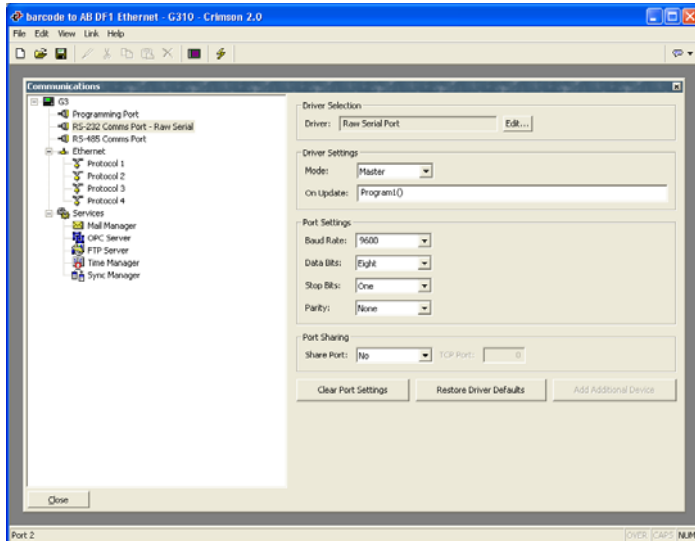 barcode to AB DF1 Ethernet - G310 - Crimson 2.0
File Edit View Link Help
Communications
G3
Programming Port
RS-232 Comms Port - Raw Serial
RS-485 Comms Port
Ethernet
Protocol 1
Protocol 2
Protocol 3
Protocol 4
Services
Mail Manager
OPC Server
FTP Server
Time Manager
Sync Manager
Driver Selection
Driver: Raw Serial Port Edit...
Driver Settings
Mode: Master
On Update: Program1()
Port Settings
Baud Rate: 9600
Data Bits: Eight
Stop Bits: One
Parity: None
Port Sharing
Share Port: No TCP Port: 0
Clear Port Settings Restore Driver Defaults Add Additional Device
Close
Port 2 OVER CAPS NUM